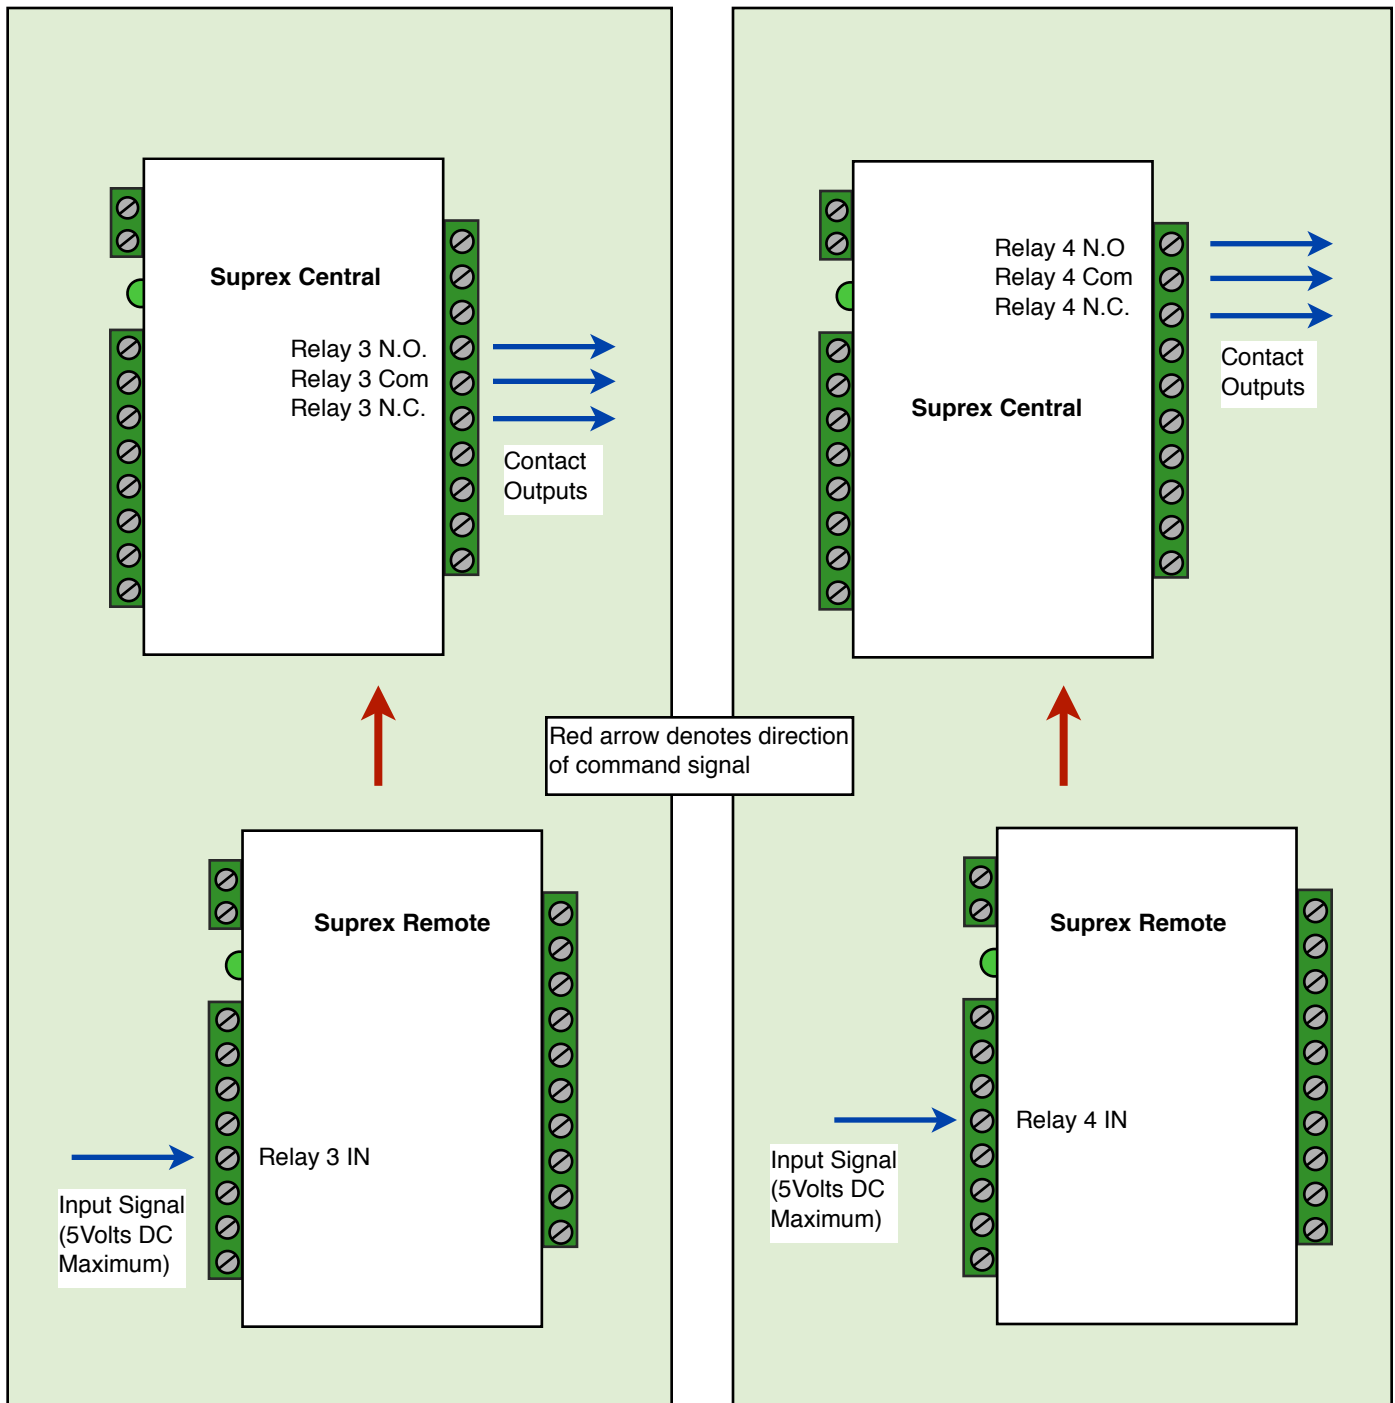 Suprex Central
Relay 3 N.O.
Relay 3 Com
Relay 3 N.C.
Contact
Outputs
Relay 4 N.O
Relay 4 Com
Relay 4 N.C.
Contact
Outputs
Suprex Central
Red arrow denotes direction
of command signal
Suprex Remote
Relay 3 IN
Input Signal
(5Volts DC
Maximum)
Suprex Remote
Relay 4 IN
Input Signal
(5Volts DC
Maximum)